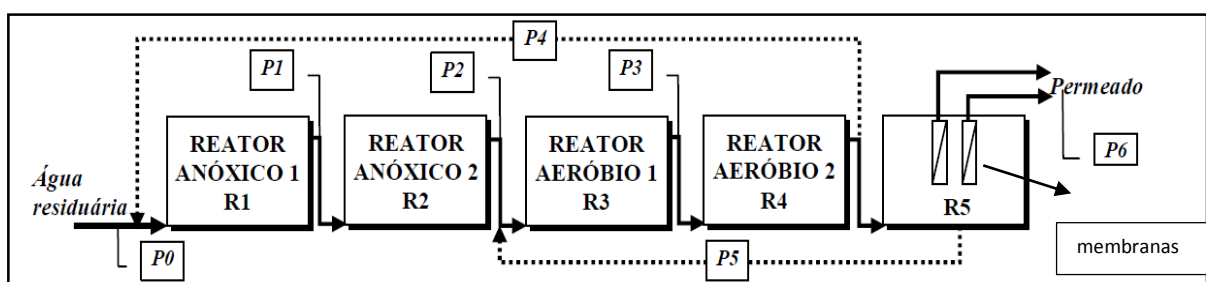 P4
P1
P2
P3
Permeado
P6
REATOR
ANÓXICO 1
R1
REATOR
ANÓXICO 2
R2
REATOR
AERÓBIO 1
R3
REATOR
AERÓBIO 2
R4
R5
Água
residuária
P0
P5
membranas